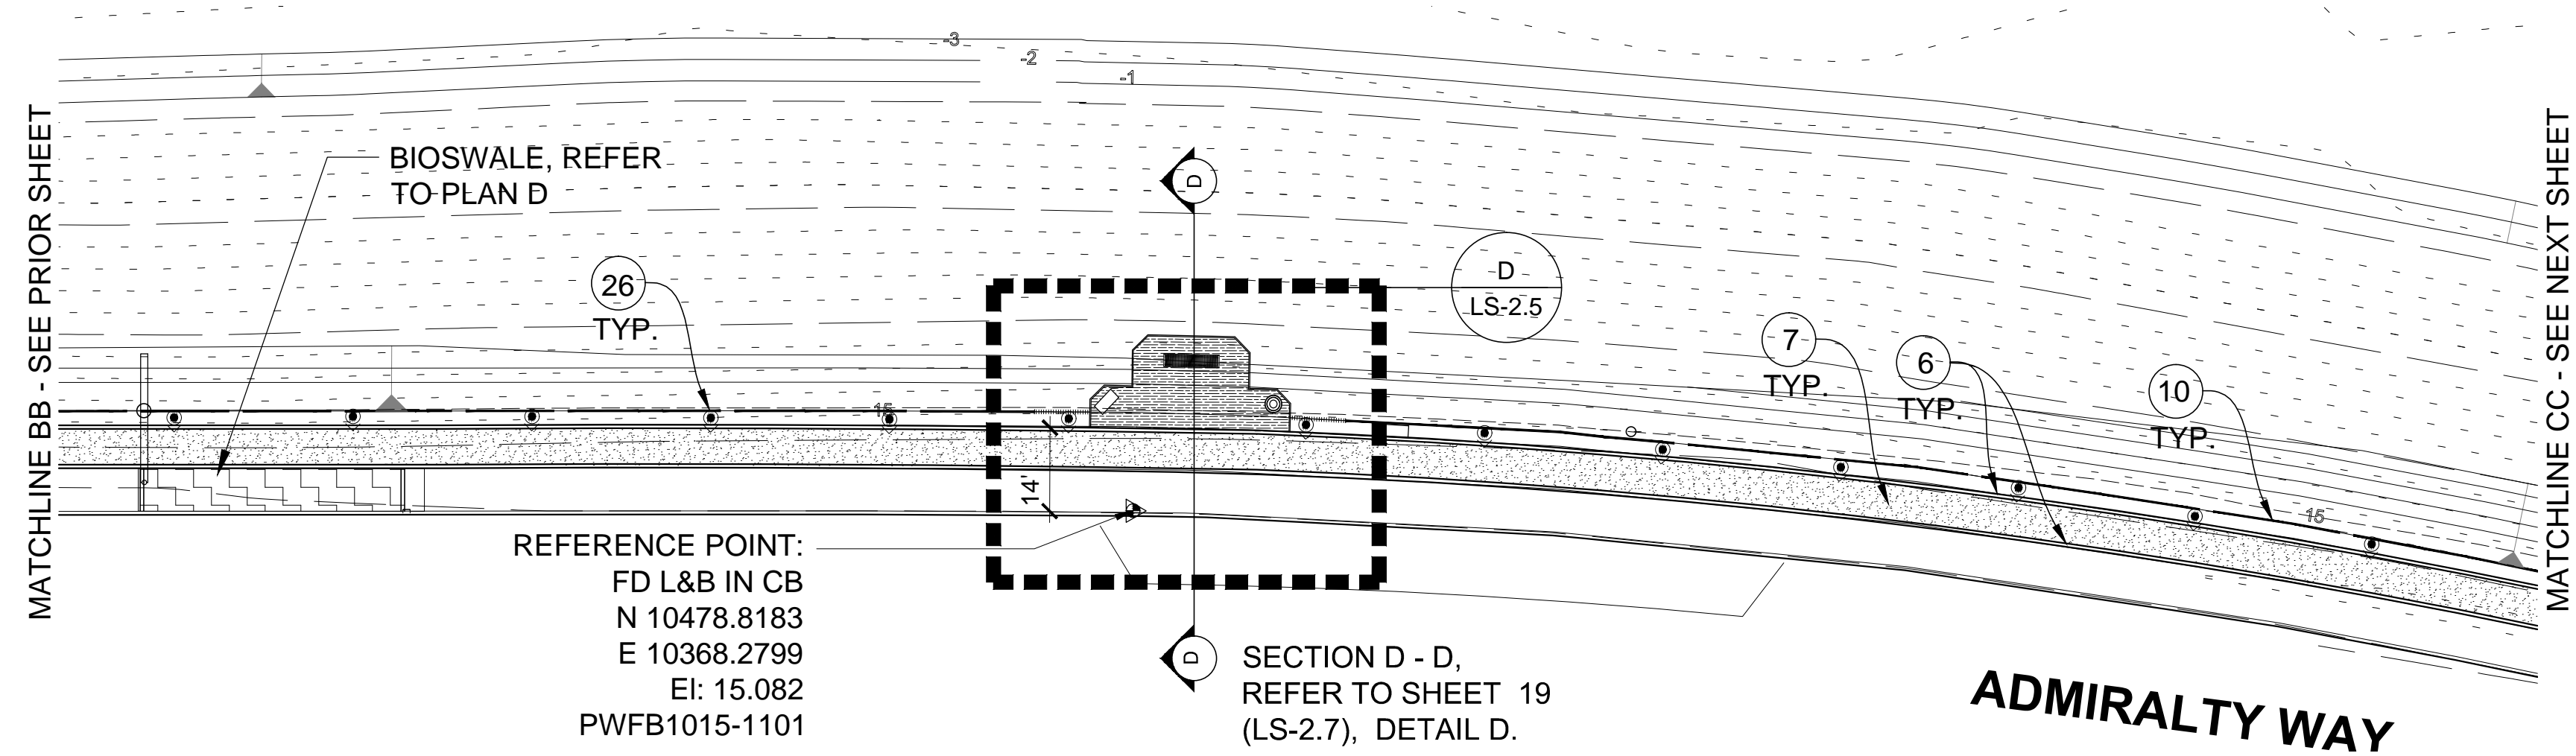 -3
-2
-1
MATCHLINE BB - SEE PRIOR SHEET
MATCHLINE CC - SEE NEXT SHEET
BIOSWALE, REFER
TO PLAN D
D
D
LS-2.5
26
TYP.
7
TYP.
6
TYP.
10
TYP.
15
15
14'
REFERENCE POINT:
FD L&B IN CB
N 10478.8183
E 10368.2799
El: 15.082
PWFB1015-1101
D
SECTION D - D,
REFER TO SHEET 19
(LS-2.7), DETAIL D.
ADMIRALTY WAY